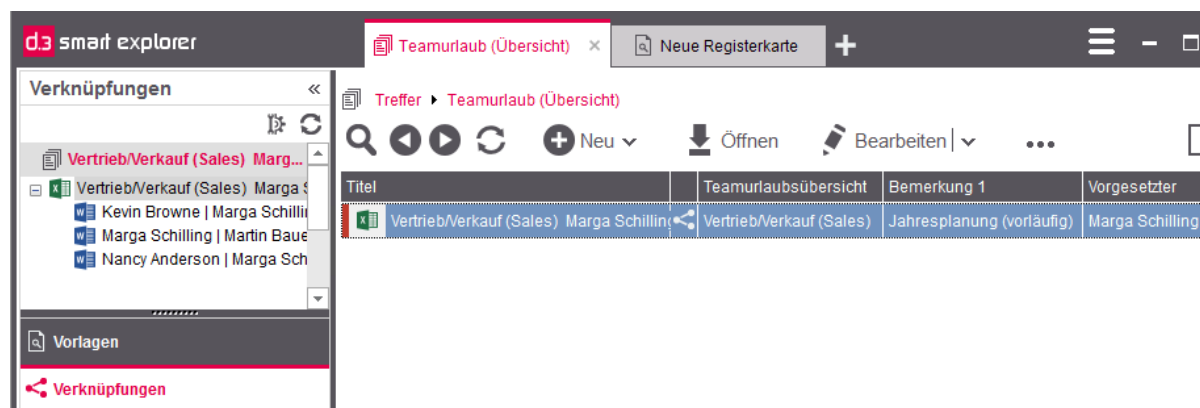 d.3 smart explorer
Teamurlaub (Übersicht) ×
Neue Registerkarte
Verknüpfungen «
Vertrieb/Verkauf (Sales) Marg...
Vertrieb/Verkauf (Sales) Marga
Kevin Browne | Marga Schilli
Marga Schilling | Martin Baue
Nancy Anderson | Marga Sch
Vorlagen
Verknüpfungen
Treffer Teamurlaub (Übersicht)
Neu Öffnen Bearbeiten
Titel Teamurlaubsübersicht Bemerkung 1 Vorgesetzter
Vertrieb/Verkauf (Sales) Marga Schilling Vertrieb/Verkauf (Sales) Jahresplanung (vorläufig) Marga Schilling